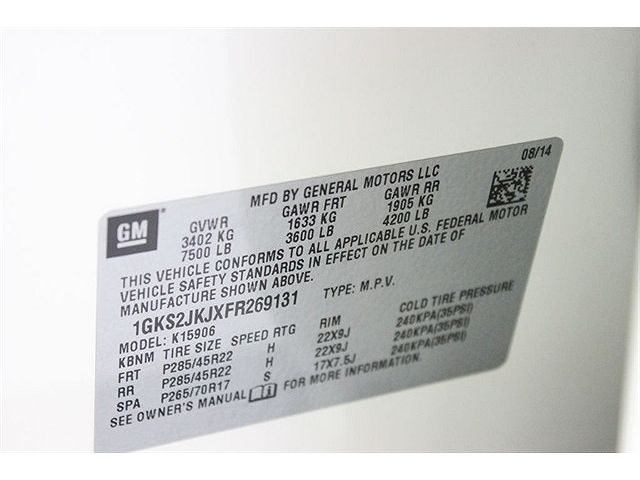 08/14
MFD BY GENERAL MOTORS LLC
GM
GVWR GAWR FRT GAWR RR
3402 KG 1633 KG 1905 KG
7500 LB 3600 LB 4200 LB
THIS VEHICLE CONFORMS TO ALL APPLICABLE U.S. FEDERAL MOTOR
VEHICLE SAFETY STANDARDS IN EFFECT ON THE DATE OF
MANUFACTURE SHOWN ABOVE.
1GKS2JKJXFR269131 TYPE: M.P.V.
MODEL: K15906
KBNM TIRE SIZE SPEED RTG RIM COLD TIRE PRESSURE
FRT P285/45R22 H 22X9J 240KPA(35PSI)
RR P285/45R22 H 22X9J 240KPA(35PSI)
SPA P265/70R17 S 17X7.5J 240KPA(35PSI)
SEE OWNER'S MANUAL FOR MORE INFORMATION.